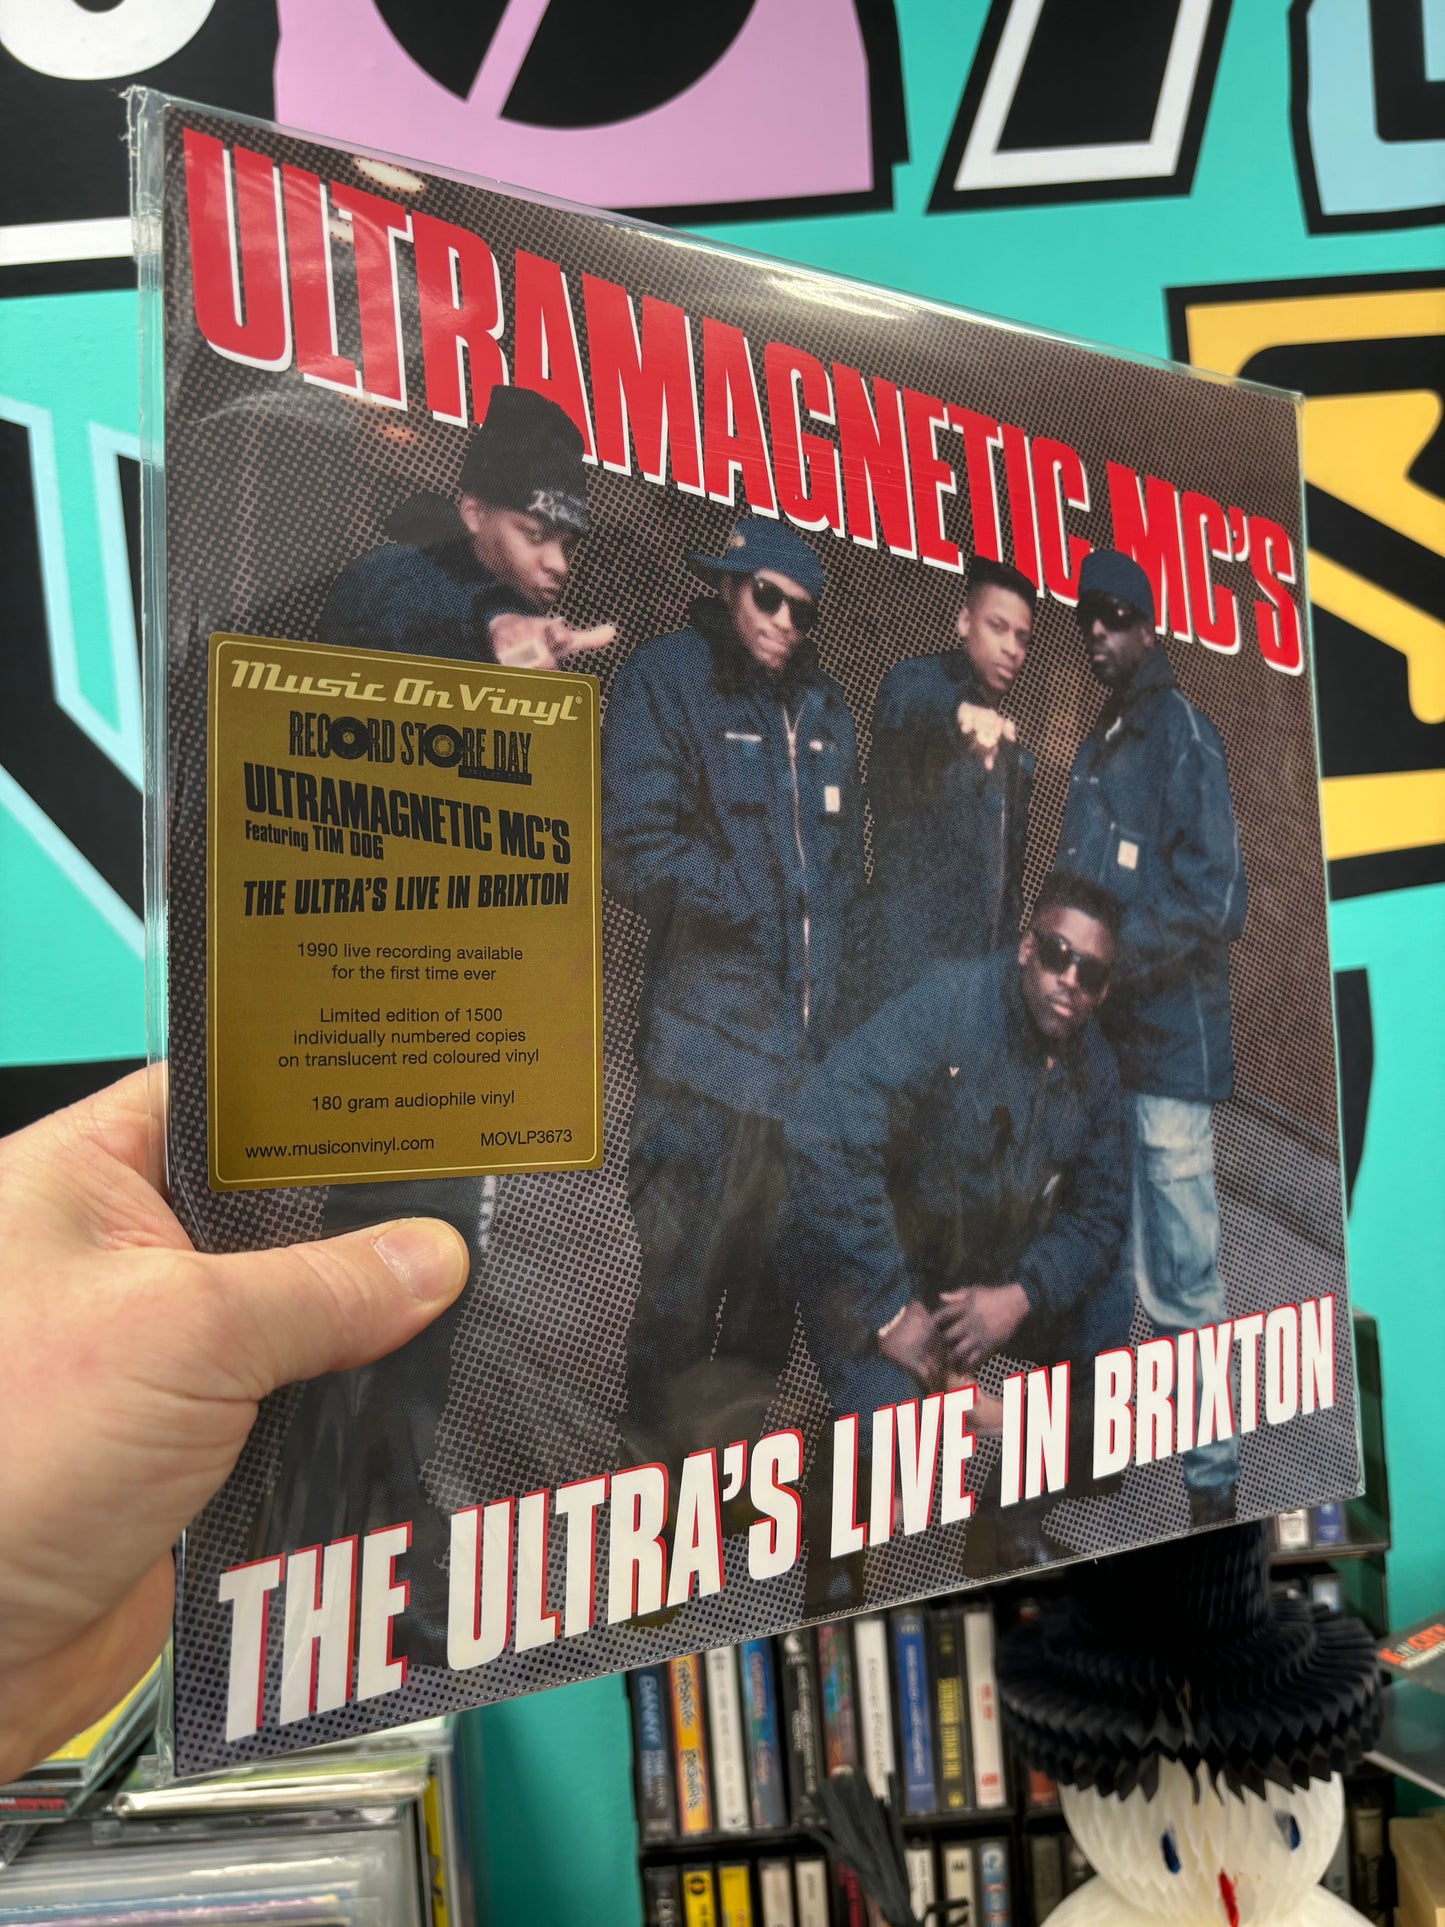 ULTRAMAGNETIC MC'S
Music On Vinyl®
RECORD STORE DAY
ULTRAMAGNETIC MC'S
Featuring TIM DOG
THE ULTRA'S LIVE IN BRIXTON
1990 live recording available
for the first time ever
Limited edition of 1500
individually numbered copies
on translucent red coloured vinyl
180 gram audiophile vinyl
www.musiconvinyl.com MOVLP3673
THE ULTRA'S LIVE IN BRIXTON